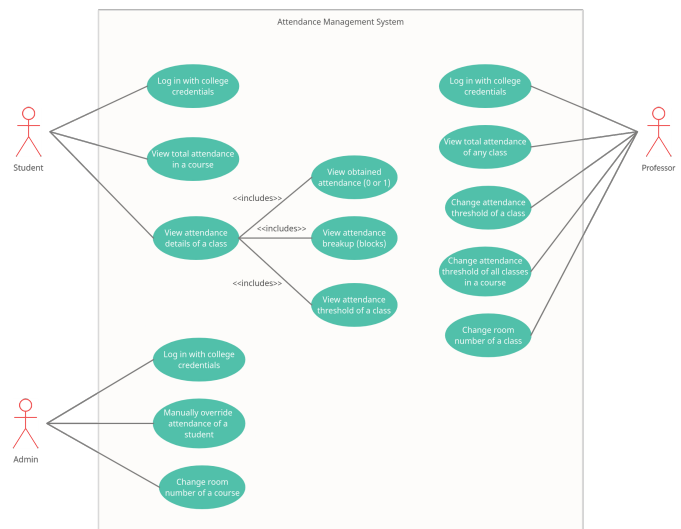 Attendance Management System
Log in with college
credentials
View total attendance
in a course
Student
View attendance
details of a class
<<includes>>
<<includes>>
<<includes>>
View obtained
attendance (0 or 1)
View attendance
breakup (blocks)
View attendance
threshold of a class
Log in with college
credentials
View total attendance
of any class
Professor
Change attendance
threshold of a class
Change attendance
threshold of all classes
in a course
Change room
number of a class
Log in with college
credentials
Manually override
attendance of a
student
Admin
Change room
number of a course